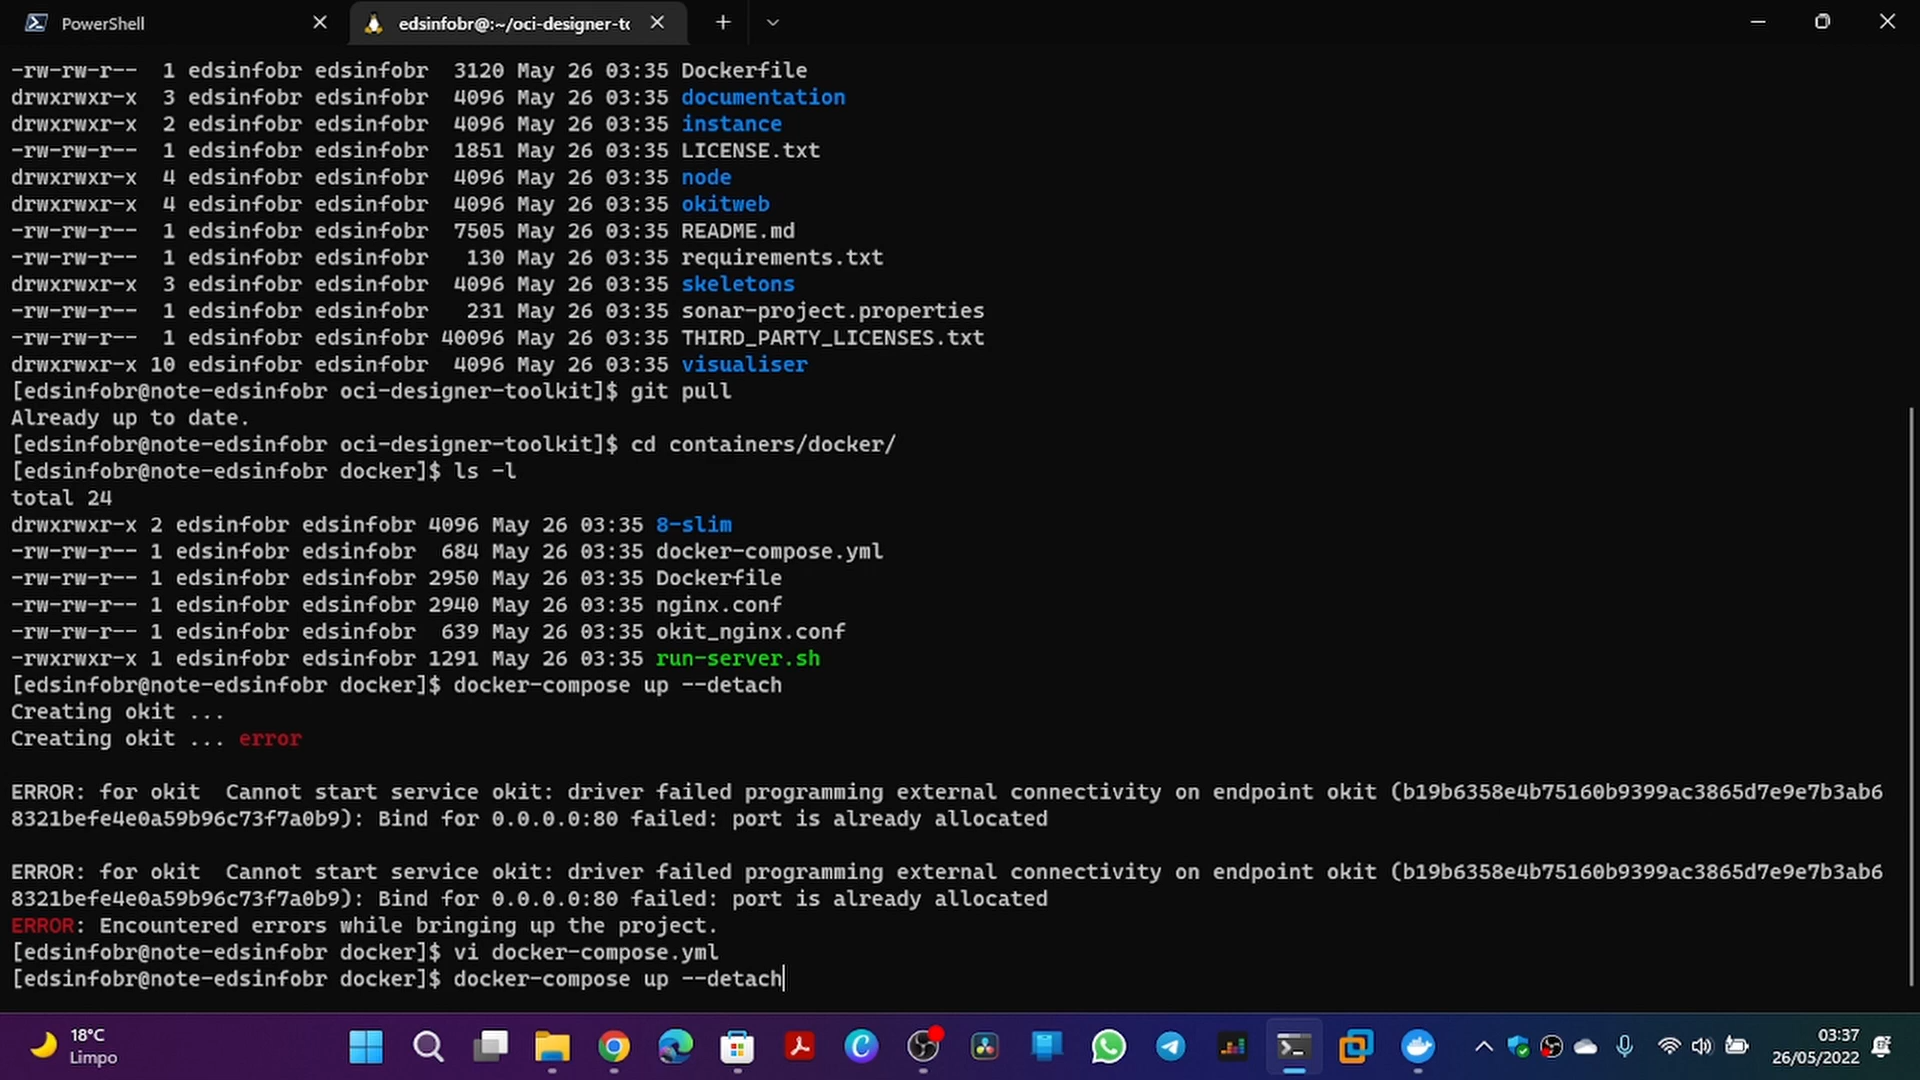 PowerShell
edsinfobr@:~/oci-designer-to
-rw-rw-r--  1 edsinfobr edsinfobr  3120 May 26 03:35 Dockerfile
drwxrwxr-x  3 edsinfobr edsinfobr  4096 May 26 03:35 documentation
drwxrwxr-x  2 edsinfobr edsinfobr  4096 May 26 03:35 instance
-rw-rw-r--  1 edsinfobr edsinfobr  1851 May 26 03:35 LICENSE.txt
drwxrwxr-x  4 edsinfobr edsinfobr  4096 May 26 03:35 node
drwxrwxr-x  4 edsinfobr edsinfobr  4096 May 26 03:35 okitweb
-rw-rw-r--  1 edsinfobr edsinfobr  7505 May 26 03:35 README.md
-rw-rw-r--  1 edsinfobr edsinfobr   130 May 26 03:35 requirements.txt
drwxrwxr-x  3 edsinfobr edsinfobr  4096 May 26 03:35 skeletons
-rw-rw-r--  1 edsinfobr edsinfobr   231 May 26 03:35 sonar-project.properties
-rw-rw-r--  1 edsinfobr edsinfobr 40096 May 26 03:35 THIRD_PARTY_LICENSES.txt
drwxrwxr-x 10 edsinfobr edsinfobr  4096 May 26 03:35 visualiser
[edsinfobr@note-edsinfobr oci-designer-toolkit]$ git pull
Already up to date.
[edsinfobr@note-edsinfobr oci-designer-toolkit]$ cd containers/docker/
[edsinfobr@note-edsinfobr docker]$ ls -l
total 24
drwxrwxr-x 2 edsinfobr edsinfobr 4096 May 26 03:35 8-slim
-rw-rw-r-- 1 edsinfobr edsinfobr  684 May 26 03:35 docker-compose.yml
-rw-rw-r-- 1 edsinfobr edsinfobr 2950 May 26 03:35 Dockerfile
-rw-rw-r-- 1 edsinfobr edsinfobr 2940 May 26 03:35 nginx.conf
-rw-rw-r-- 1 edsinfobr edsinfobr  639 May 26 03:35 okit_nginx.conf
-rwxrwxr-x 1 edsinfobr edsinfobr 1291 May 26 03:35 run-server.sh
[edsinfobr@note-edsinfobr docker]$ docker-compose up --detach
Creating okit ...
Creating okit ... error
ERROR: for okit  Cannot start service okit: driver failed programming external connectivity on endpoint okit (b19b6358e4b75160b9399ac3865d7e9e7b3ab6
8321befe4e0a59b96c73f7a0b9): Bind for 0.0.0.0:80 failed: port is already allocated
ERROR: for okit  Cannot start service okit: driver failed programming external connectivity on endpoint okit (b19b6358e4b75160b9399ac3865d7e9e7b3ab6
8321befe4e0a59b96c73f7a0b9): Bind for 0.0.0.0:80 failed: port is already allocated
ERROR: Encountered errors while bringing up the project.
[edsinfobr@note-edsinfobr docker]$ vi docker-compose.yml
[edsinfobr@note-edsinfobr docker]$ docker-compose up --detach
18°C
Limpo
03:37
26/05/2022